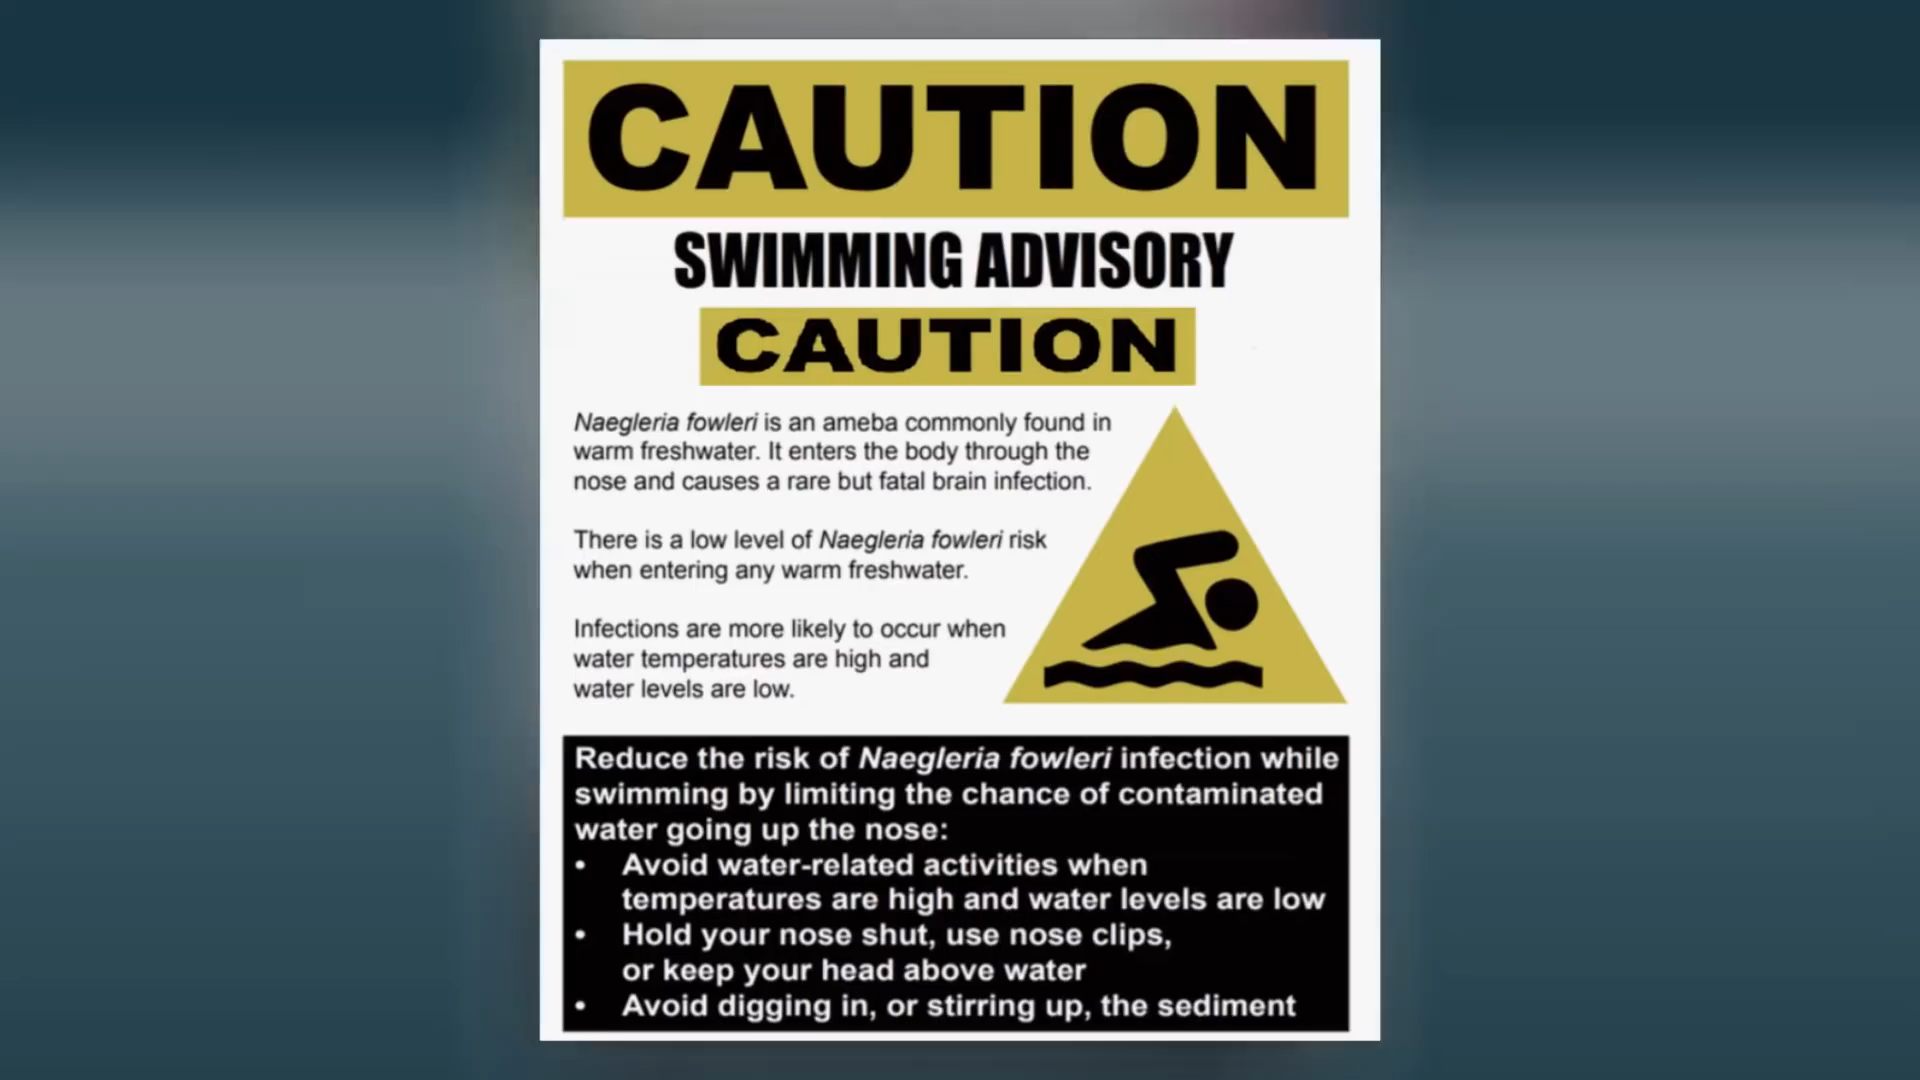 CAUTION
SWIMMING ADVISORY
CAUTION
Naegleria fowleri is an ameba commonly found in
warm freshwater. It enters the body through the
nose and causes a rare but fatal brain infection.
There is a low level of Naegleria fowleri risk
when entering any warm freshwater.
Infections are more likely to occur when
water temperatures are high and
water levels are low.
Reduce the risk of Naegleria fowleri infection while
swimming by limiting the chance of contaminated
water going up the nose:
• Avoid water-related activities when
temperatures are high and water levels are low
• Hold your nose shut, use nose clips,
or keep your head above water
• Avoid digging in, or stirring up, the sediment